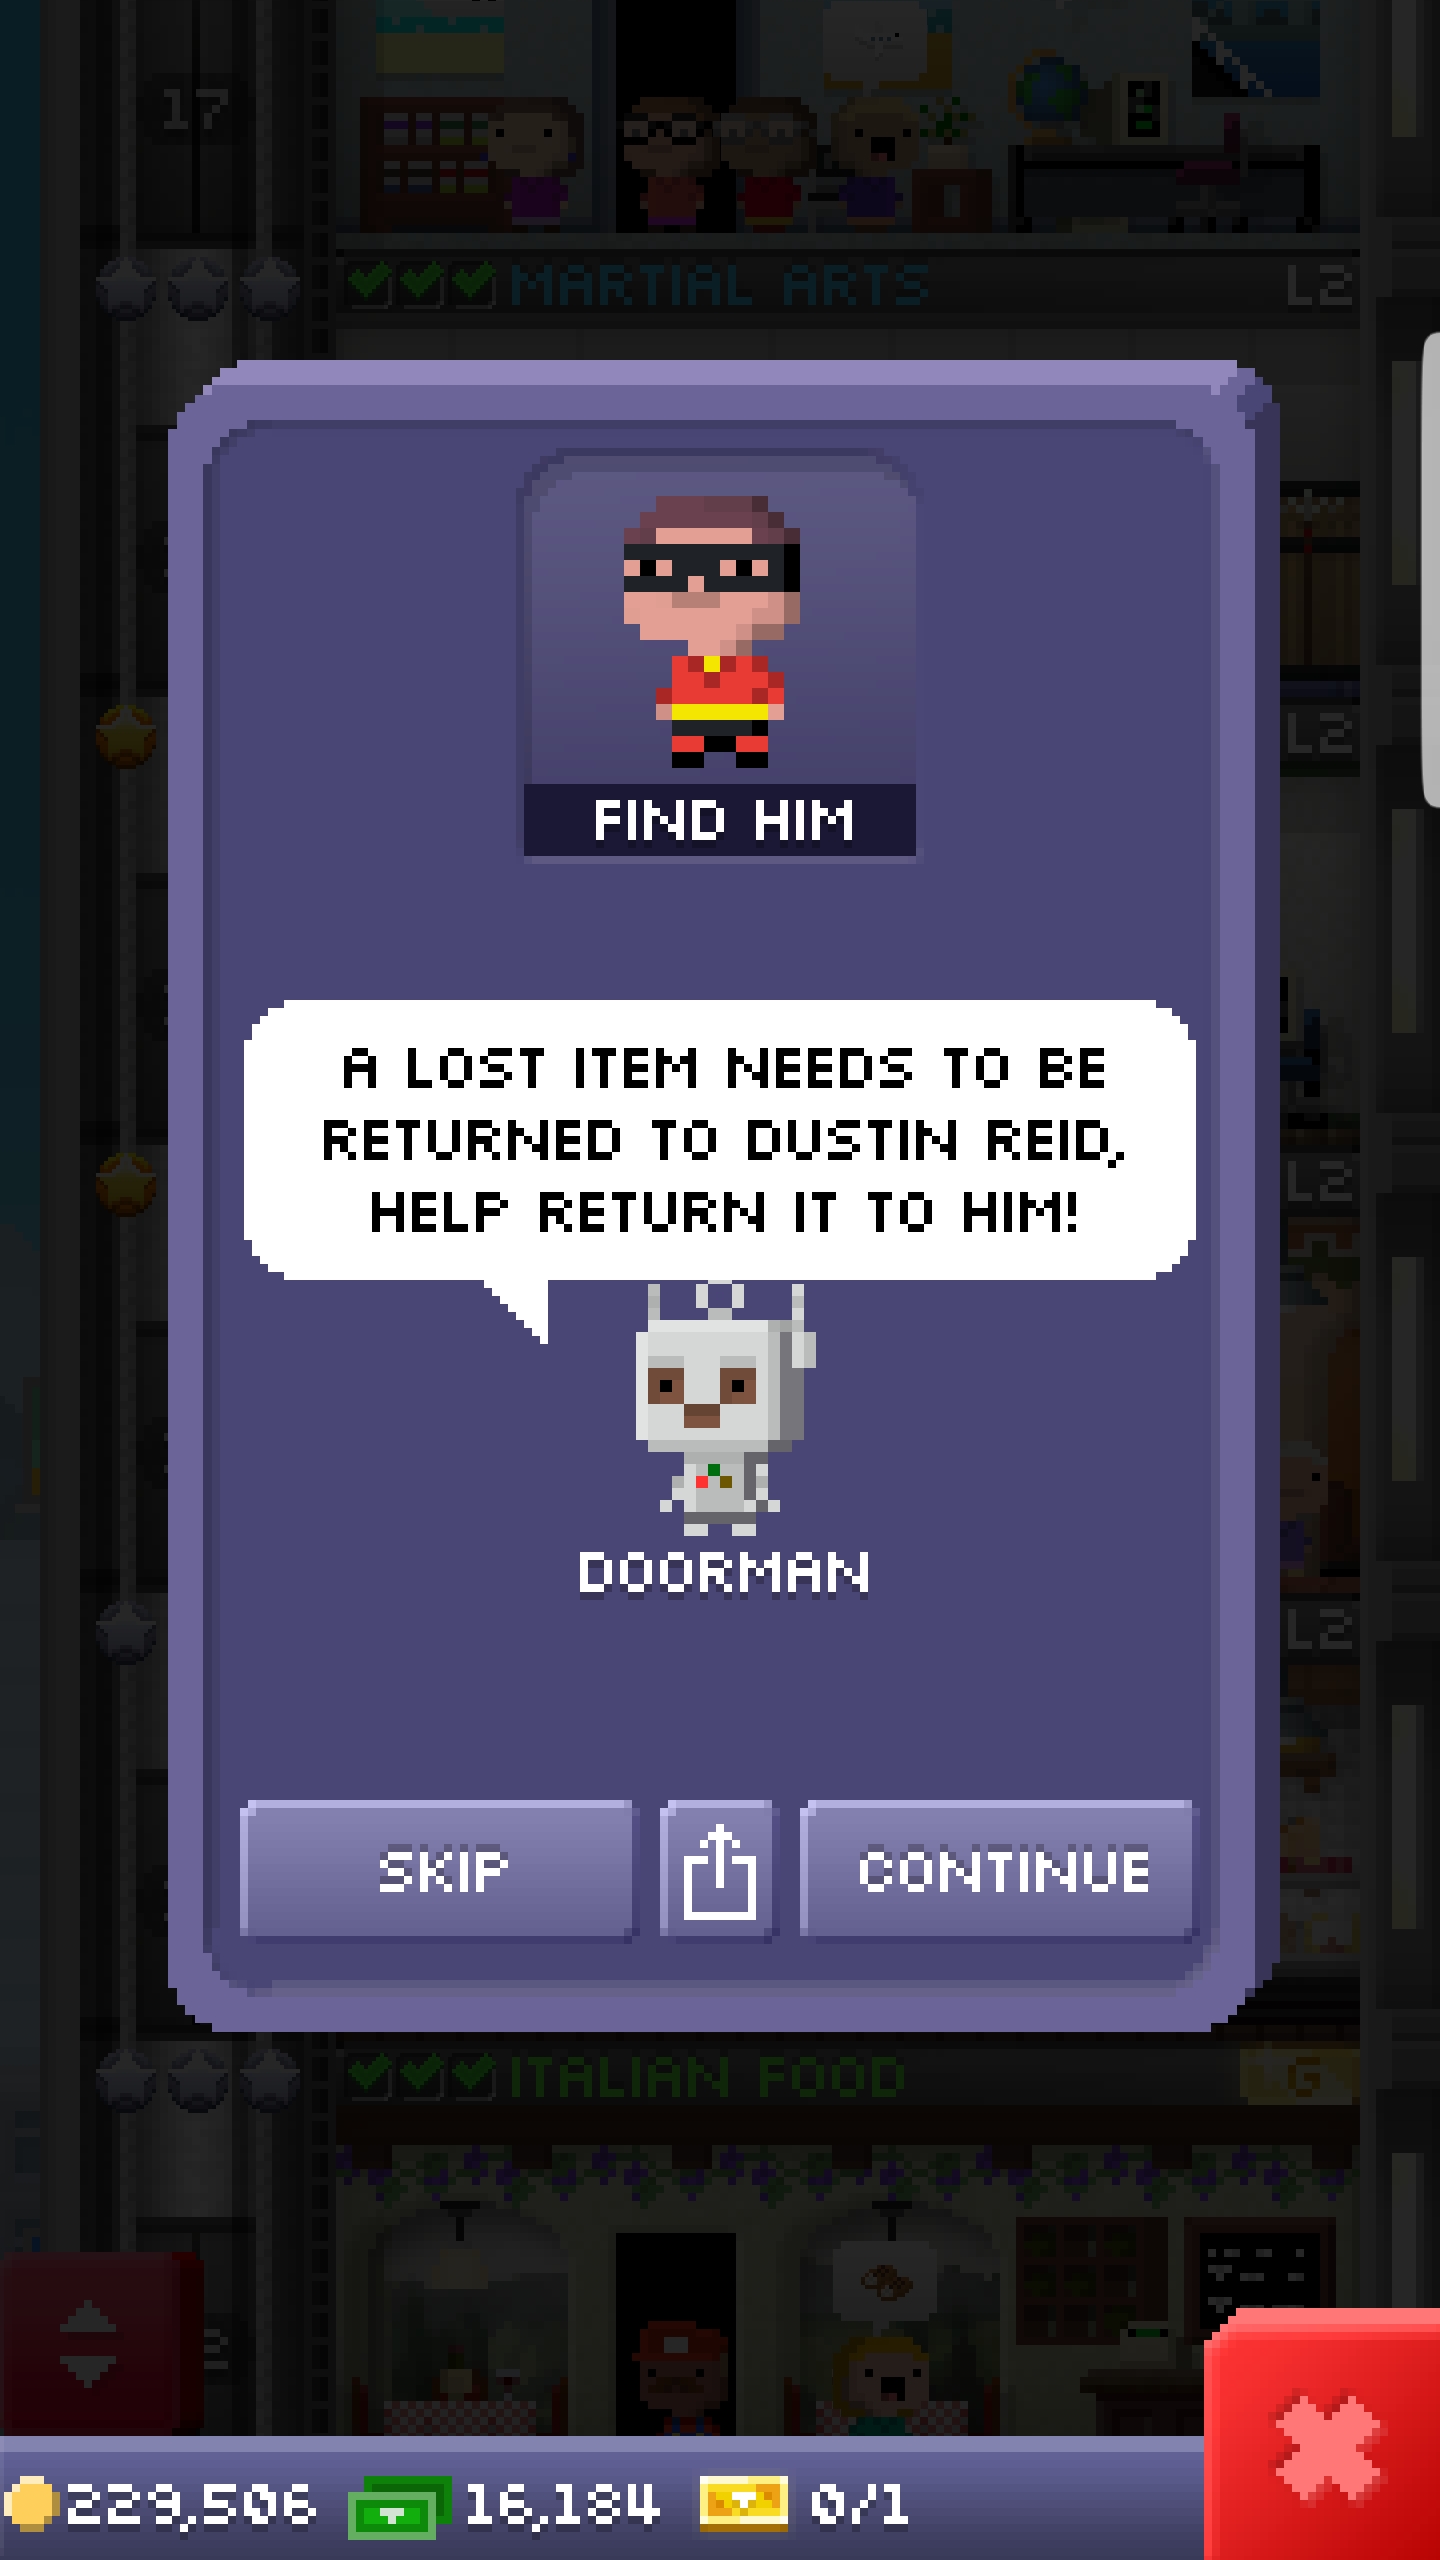 17
MARTIAL ARTS L2
L2
FIND HIM
A LOST ITEM NEEDS TO BE
RETURNED TO DUSTIN REID,
HELP RETURN IT TO HIM!
L2
DOORMAN
L2
SKIP
CONTINUE
ITALIAN FOOD G
2
229,506 16,184 0/1